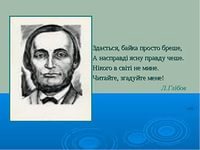 Здається, байка просто бреше,
А насправді ясну правду чеше.
Нікого в світі не мине.
Читайте, згадуйте мене!
Л.Глібов